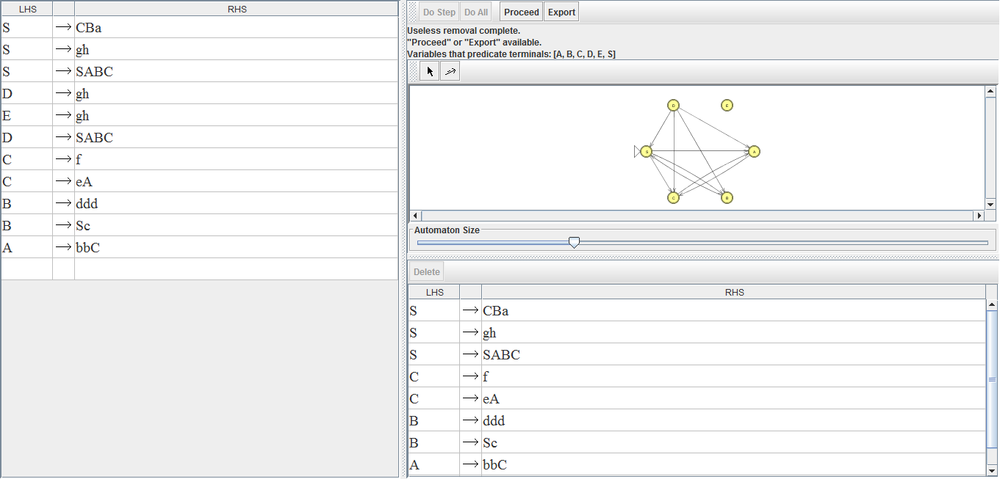 LHS RHS
S → CBa
S → gh
S → SABC
D → gh
E → gh
D → SABC
C → f
C → eA
B → ddd
B → Sc
A → bbC
Do Step Do All Proceed Export
Useless removal complete.
"Proceed" or "Export" available.
Variables that predicate terminals: [A, B, C, D, E, S]
D E
S A
C B
Automaton Size
Delete
LHS RHS
S → CBa
S → gh
S → SABC
C → f
C → eA
B → ddd
B → Sc
A → bbC